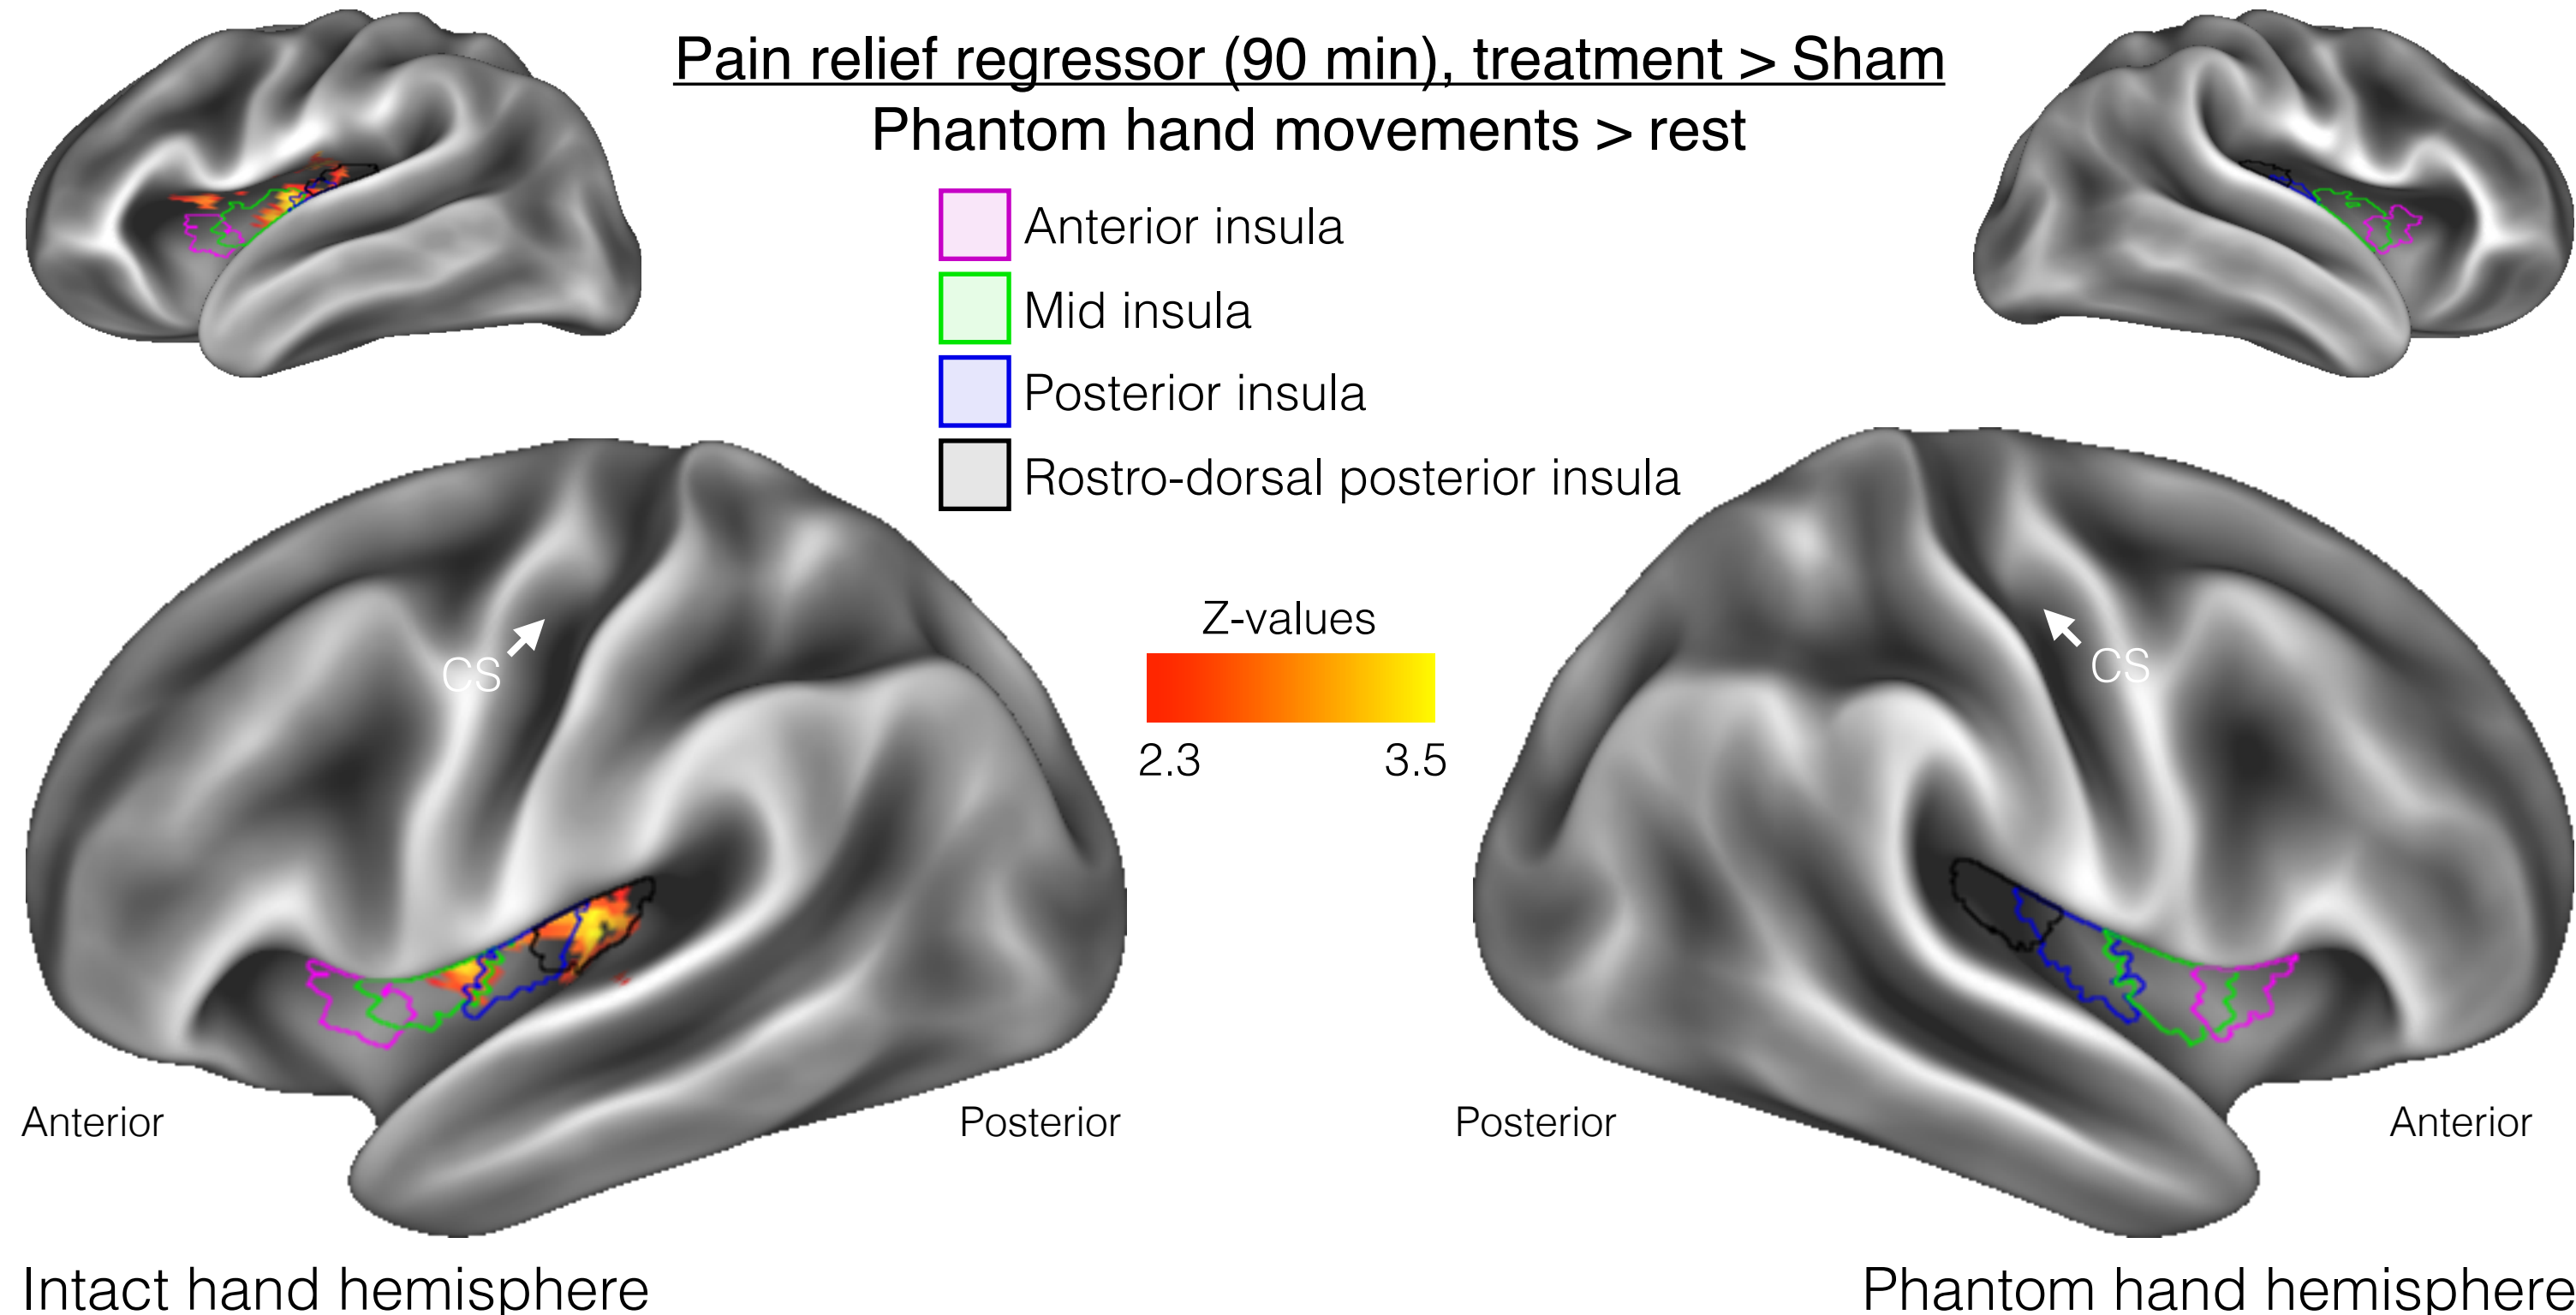 Pain relief regressor (90 min), treatment > Sham
Phantom hand movements > rest
Anterior insula
Mid insula
Posterior insula
Rostro-dorsal posterior insula
Z-values
2.3 3.5
CS
CS
Anterior
Posterior
Posterior
Anterior
Intact hand hemisphere
Phantom hand hemisphere